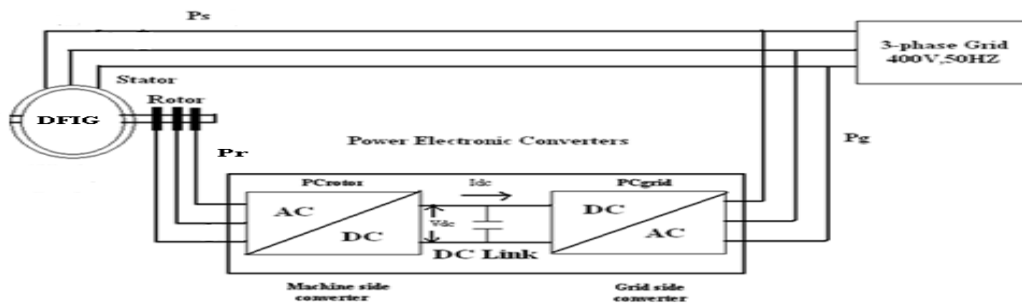 Ps
3-phase Grid
400V,50HZ
Stator
Rotor
DFIG
Power Electronic Converters
Pr
Pg
PCrotor
Idc
PCgrid
AC
DC
Vdc
DC
AC
DC Link
Machine side
converter
Grid side
converter